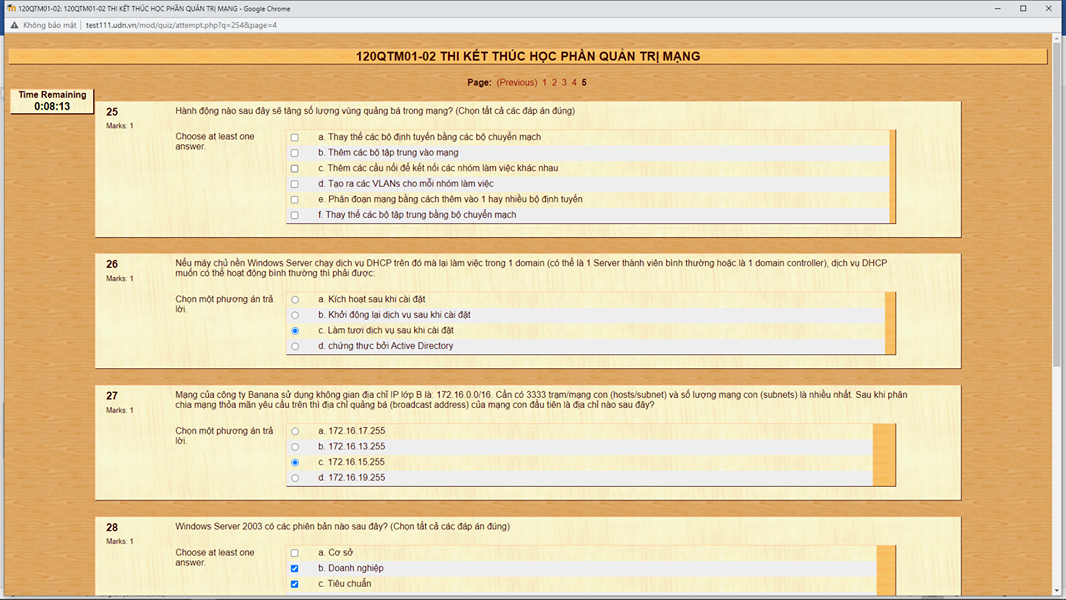 120QTM01-02: 120QTM01-02 THI KẾT THÚC HỌC PHẦN QUẢN TRỊ MẠNG - Google Chrome
Không bảo mật | test111.udn.vn/mod/quiz/attempt.php?q=254&page=4
120QTM01-02 THI KẾT THÚC HỌC PHẦN QUẢN TRỊ MẠNG
Page: (Previous) 1 2 3 4 5
Time Remaining
0:08:13
25
Marks: 1
Hành động nào sau đây sẽ tăng số lượng vùng quảng bá trong mạng? (Chọn tất cả các đáp án đúng)
Choose at least one
answer.
a. Thay thế các bộ định tuyến bằng các bộ chuyển mạch
b. Thêm các bộ tập trung vào mạng
c. Thêm các cầu nối để kết nối các nhóm làm việc khác nhau
d. Tạo ra các VLANs cho mỗi nhóm làm việc
e. Phân đoạn mạng bằng cách thêm vào 1 hay nhiều bộ định tuyến
f. Thay thế các bộ tập trung bằng bộ chuyển mạch
26
Marks: 1
Nếu máy chủ nền Windows Server chạy dịch vụ DHCP trên đó mà lại làm việc trong 1 domain (có thể là 1 Server thành viên bình thường hoặc là 1 domain controller), dịch vụ DHCP
muốn có thể hoạt động bình thường thì phải được:
Chọn một phương án trả
lời.
a. Kích hoạt sau khi cài đặt
b. Khởi động lại dịch vụ sau khi cài đặt
c. Làm tươi dịch vụ sau khi cài đặt
d. chứng thực bởi Active Directory
27
Marks: 1
Mạng của công ty Banana sử dụng không gian địa chỉ IP lớp B là: 172.16.0.0/16. Cần có 3333 trạm/mạng con (hosts/subnet) và số lượng mạng con (subnets) là nhiều nhất. Sau khi phân
chia mạng thỏa mãn yêu cầu trên thì địa chỉ quảng bá (broadcast address) của mạng con đầu tiên là địa chỉ nào sau đây?
Chọn một phương án trả
lời.
a. 172.16.17.255
b. 172.16.13.255
c. 172.16.15.255
d. 172.16.19.255
28
Marks: 1
Windows Server 2003 có các phiên bản nào sau đây? (Chọn tất cả các đáp án đúng)
Choose at least one
answer.
a. Cơ sở
b. Doanh nghiệp
c. Tiêu chuẩn